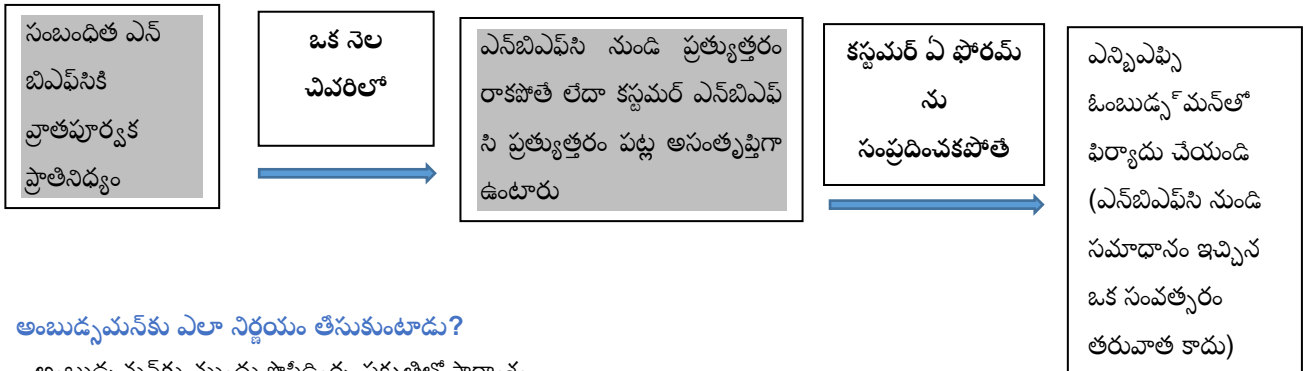 సంబంధిత ఎన్
బిఎఫ్‌సికి
వ్రాతపూర్వక
ప్రాతినిధ్యం
ఒక నెల
చివరిలో
ఎన్‌బిఎఫ్‌సి నుండి ప్రత్యుత్తరం
రాకపోతే లేదా కస్టమర్ ఎన్‌బిఎఫ్
సి ప్రత్యుత్తరం పట్ల అసంతృప్తిగా
ఉంటారు
కస్టమర్ ఏ ఫోరమ్
ను
సంప్రదించకపోతే
ఎన్బిఎఫ్సి
ఓంబుడ్స్‌మన్‌తో
ఫిర్యాదు చేయండి
(ఎన్‌బిఎఫ్‌సి నుండి
సమాధానం ఇచ్చిన
ఒక సంవత్సరం
తరువాత కాదు)
అంబుడ్సమన్‌కు ఎలా నిర్ణయం తీసుకుంటాడు?